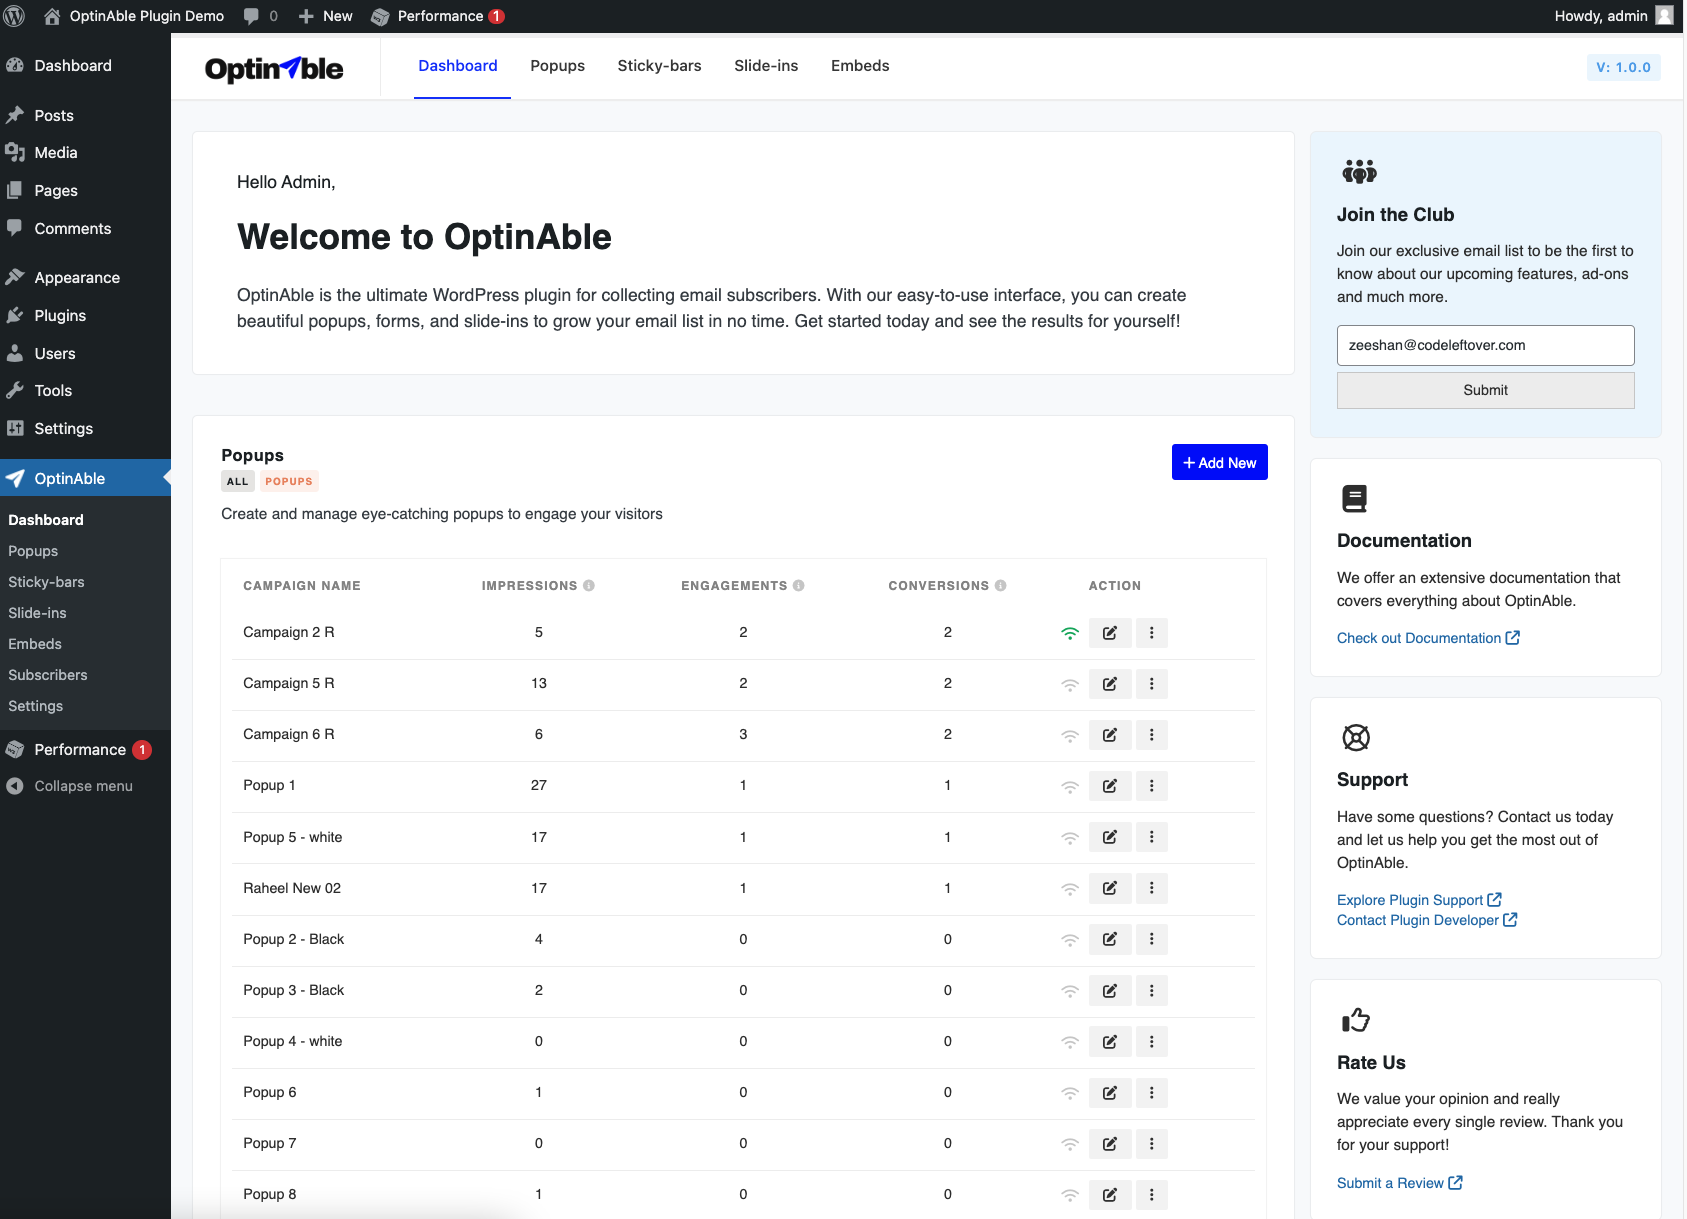 OptinAble Plugin Demo
0
New
Performance 1
Howdy, admin
Dashboard
Posts
Media
Pages
Comments
Appearance
Plugins
Users
Tools
Settings
OptinAble
Dashboard
Popups
Sticky-bars
Slide-ins
Embeds
Subscribers
Settings
Performance 1
Collapse menu
Optin ble
Dashboard
Popups
Sticky-bars
Slide-ins
Embeds
V: 1.0.0
Hello Admin,
Welcome to OptinAble
OptinAble is the ultimate WordPress plugin for collecting email subscribers. With our easy-to-use interface, you can create
beautiful popups, forms, and slide-ins to grow your email list in no time. Get started today and see the results for yourself!
Popups
ALL POPUPS
Create and manage eye-catching popups to engage your visitors
+ Add New
CAMPAIGN NAME IMPRESSIONS ENGAGEMENTS CONVERSIONS ACTION
Campaign 2 R 5 2 2
Campaign 5 R 13 2 2
Campaign 6 R 6 3 2
Popup 1 27 1 1
Popup 5 - white 17 1 1
Raheel New 02 17 1 1
Popup 2 - Black 4 0 0
Popup 3 - Black 2 0 0
Popup 4 - white 0 0 0
Popup 6 1 0 0
Popup 7 0 0 0
Popup 8 1 0 0
Join the Club
Join our exclusive email list to be the first to
know about our upcoming features, ad-ons
and much more.
zeeshan@codeleftover.com
Submit
Documentation
We offer an extensive documentation that
covers everything about OptinAble.
Check out Documentation
Support
Have some questions? Contact us today
and let us help you get the most out of
OptinAble.
Explore Plugin Support
Contact Plugin Developer
Rate Us
We value your opinion and really
appreciate every single review. Thank you
for your support!
Submit a Review